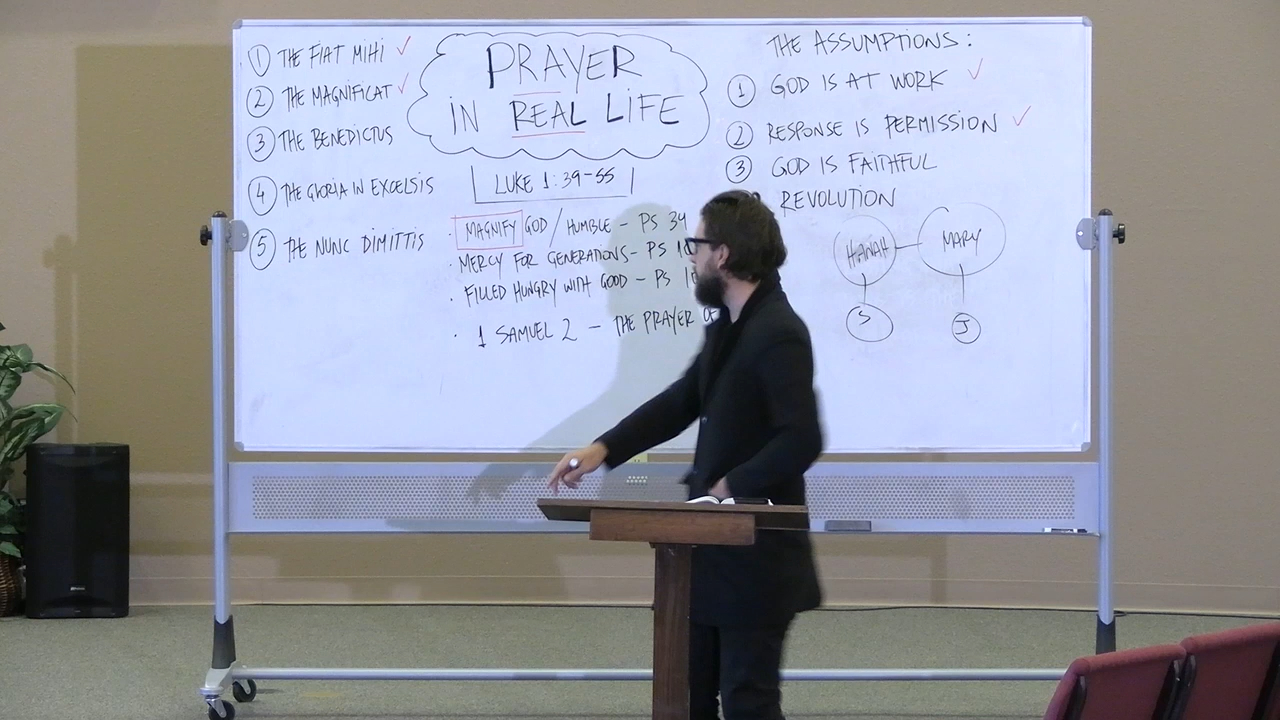 1 THE FIAT MIHI ✓
2 THE MAGNIFICAT ✓
3 THE BENEDICTUS
4 THE GLORIA IN EXCELSIS
5 THE NUNC DIMITTIS
PRAYER
IN REAL LIFE
LUKE 1:39-55
· MAGNIFY GOD / HUMBLE - PS 34
· MERCY FOR GENERATIONS - PS
· FILLED HUNGRY WITH GOOD - PS
· 1 SAMUEL 2 - THE PRAYER OF
THE ASSUMPTIONS:
1 GOD IS AT WORK ✓
2 RESPONSE IS PERMISSION ✓
3 GOD IS FAITHFUL
REVOLUTION
HANAH
MARY
S
J